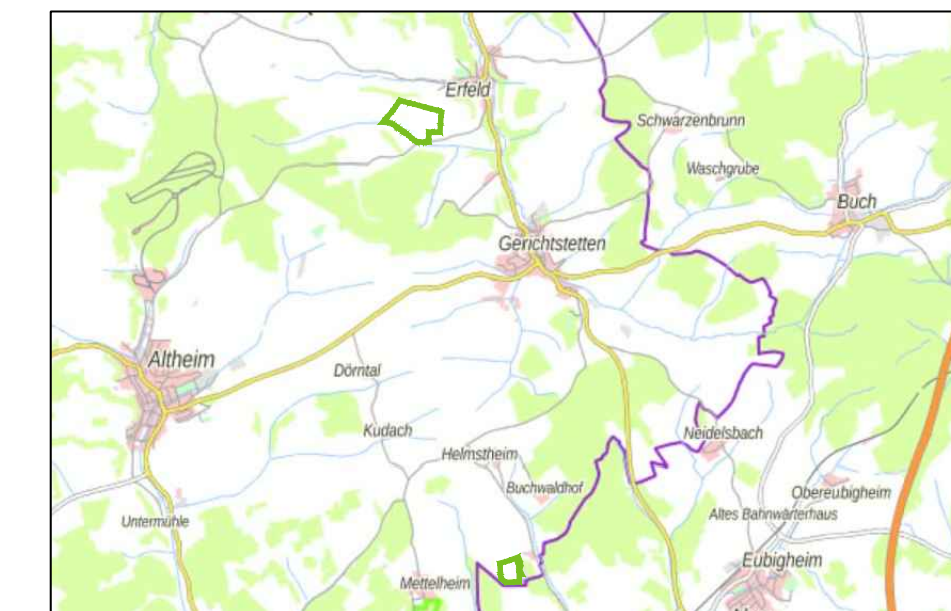 Erfeld
Schwarzenbrunn
Waschgrube
Buch
Gerichtstetten
Altheim
Dörntal
Kudach
Neidelsbach
Helmstheim
Buchwaldhof
Obereubigheim
Untermühle
Altes Bahnwärterhaus
Eubigheim
Mettelheim